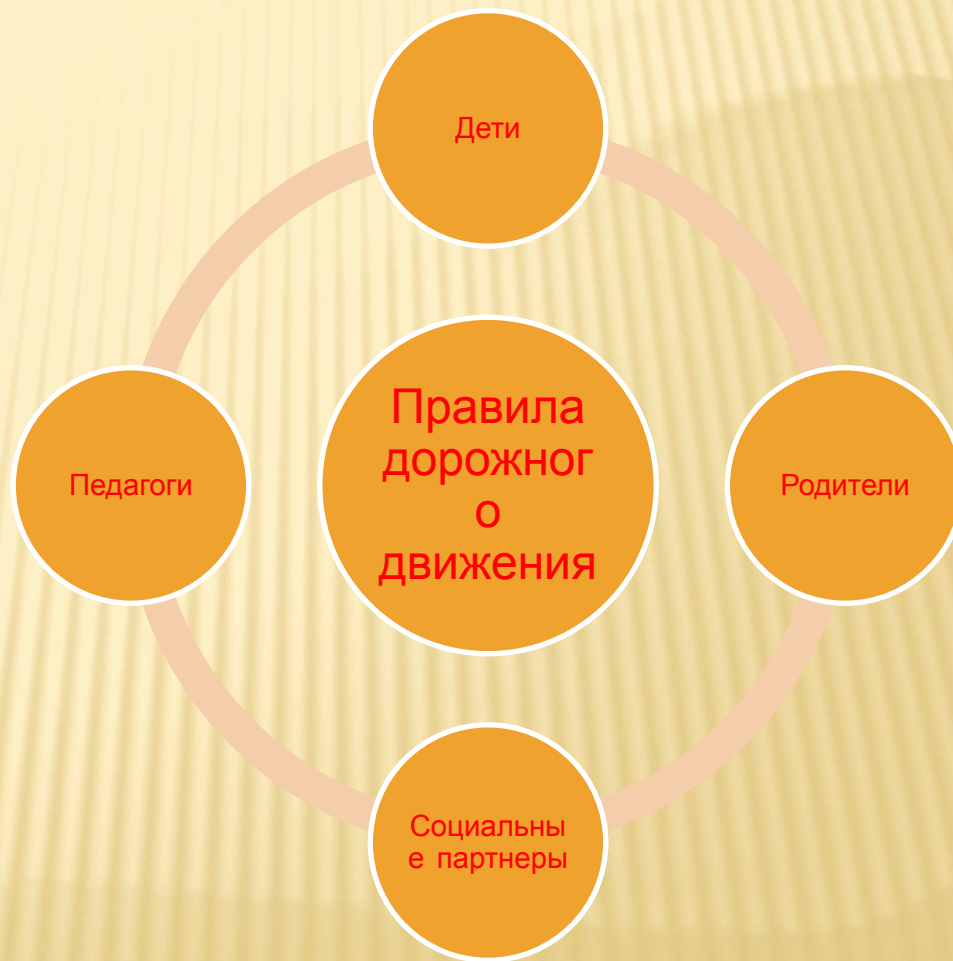 Дети
Педагоги
Правила
дорожног
о
движения
Родители
Социальны
е партнеры